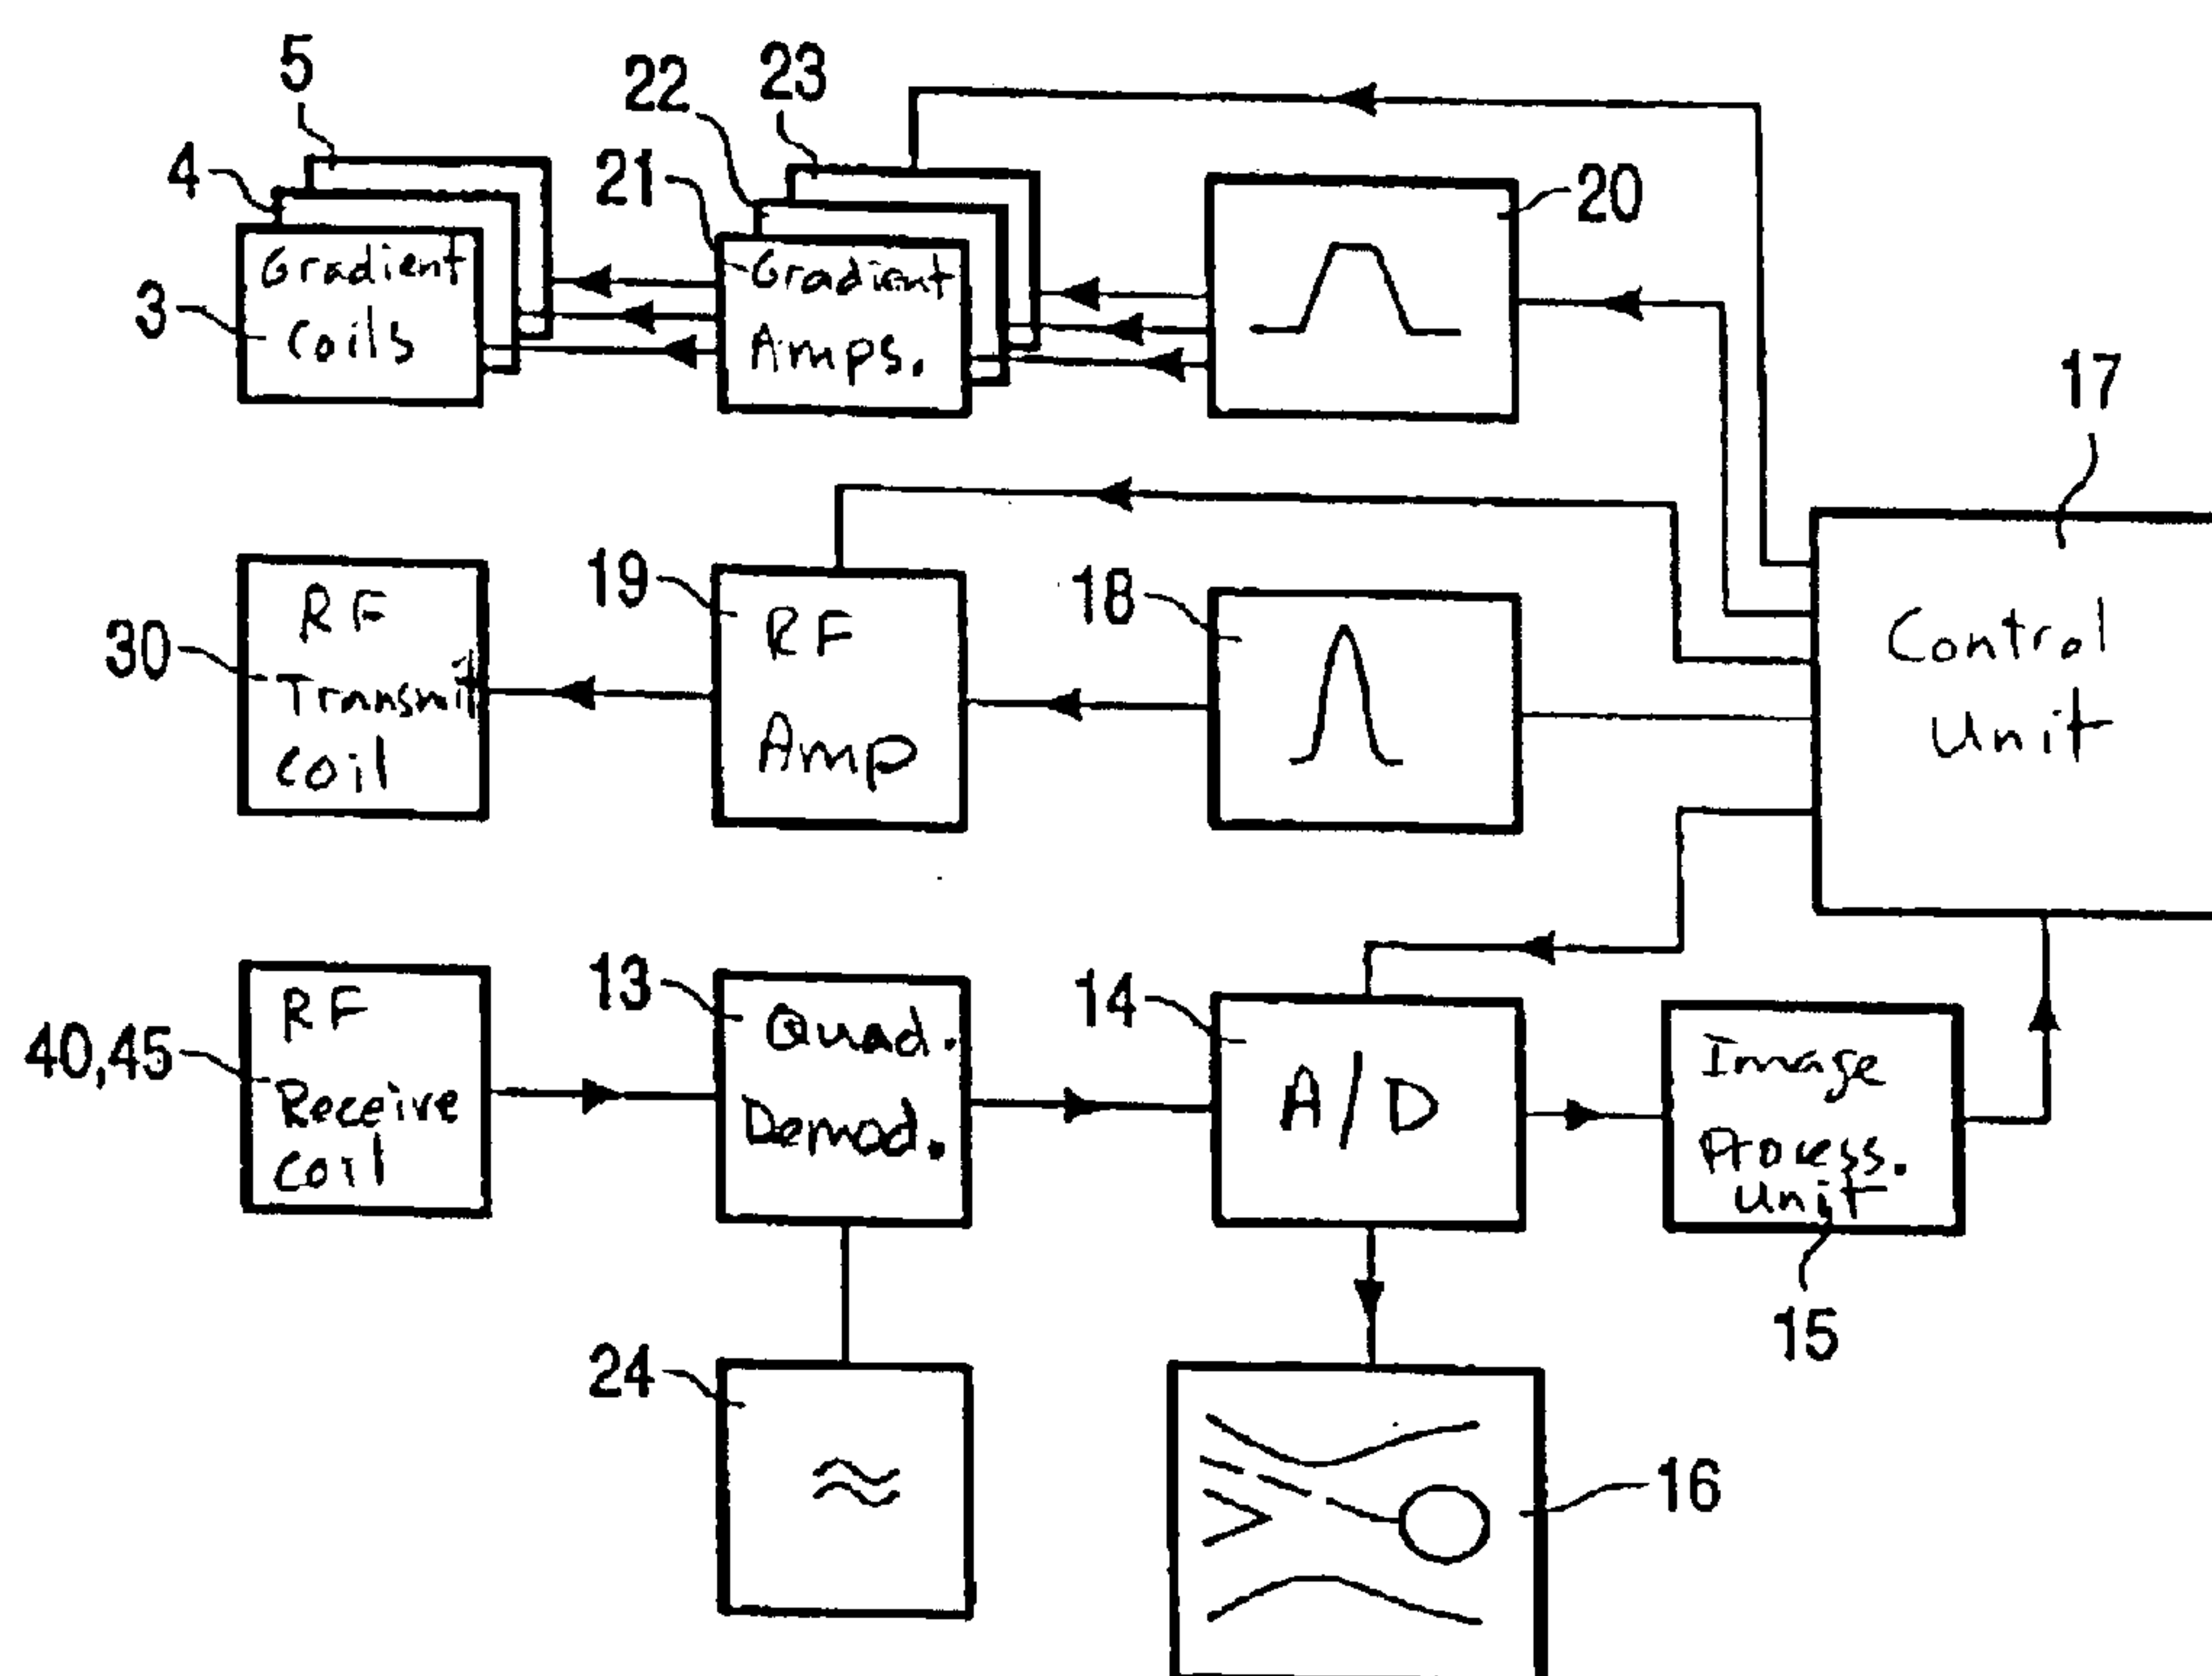 5
22
23
4
21
20
Gradient
Coils
Gradient
Amps.
3
17
19
18
RF
Transmit
Coil
RF
Amp
Control
Unit
30
13
14
RF
Receive
Coil
Quad.
Demod.
A/D
Image
Process.
Unit
40,45
15
24
16